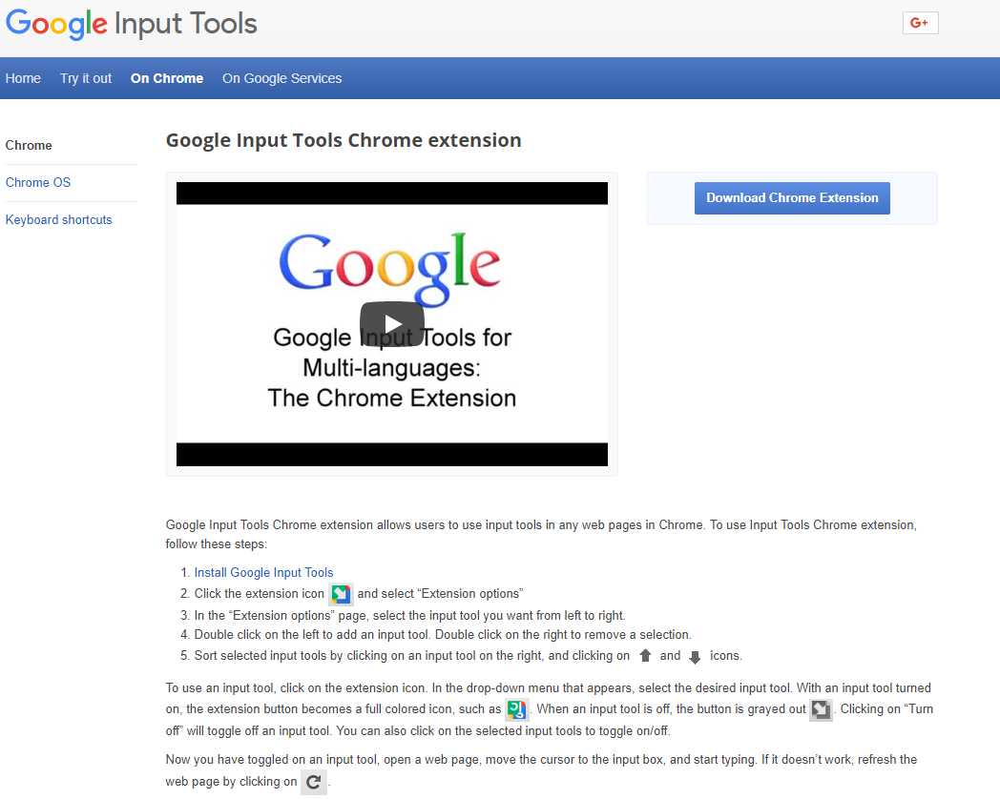 Google Input Tools
G+
Home Try it out On Chrome On Google Services
Chrome
Chrome OS
Keyboard shortcuts
Google Input Tools Chrome extension
Google
Google Input Tools for
Multi-languages:
The Chrome Extension
Download Chrome Extension
Google Input Tools Chrome extension allows users to use input tools in any web pages in Chrome. To use Input Tools Chrome extension,
follow these steps:
1. Install Google Input Tools
2. Click the extension icon and select “Extension options”
3. In the “Extension options” page, select the input tool you want from left to right.
4. Double click on the left to add an input tool. Double click on the right to remove a selection.
5. Sort selected input tools by clicking on an input tool on the right, and clicking on and icons.
To use an input tool, click on the extension icon. In the drop-down menu that appears, select the desired input tool. With an input tool turned
on, the extension button becomes a full colored icon, such as . When an input tool is off, the button is grayed out . Clicking on “Turn
off” will toggle off an input tool. You can also click on the selected input tools to toggle on/off.
Now you have toggled on an input tool, open a web page, move the cursor to the input box, and start typing. If it doesn’t work, refresh the
web page by clicking on .